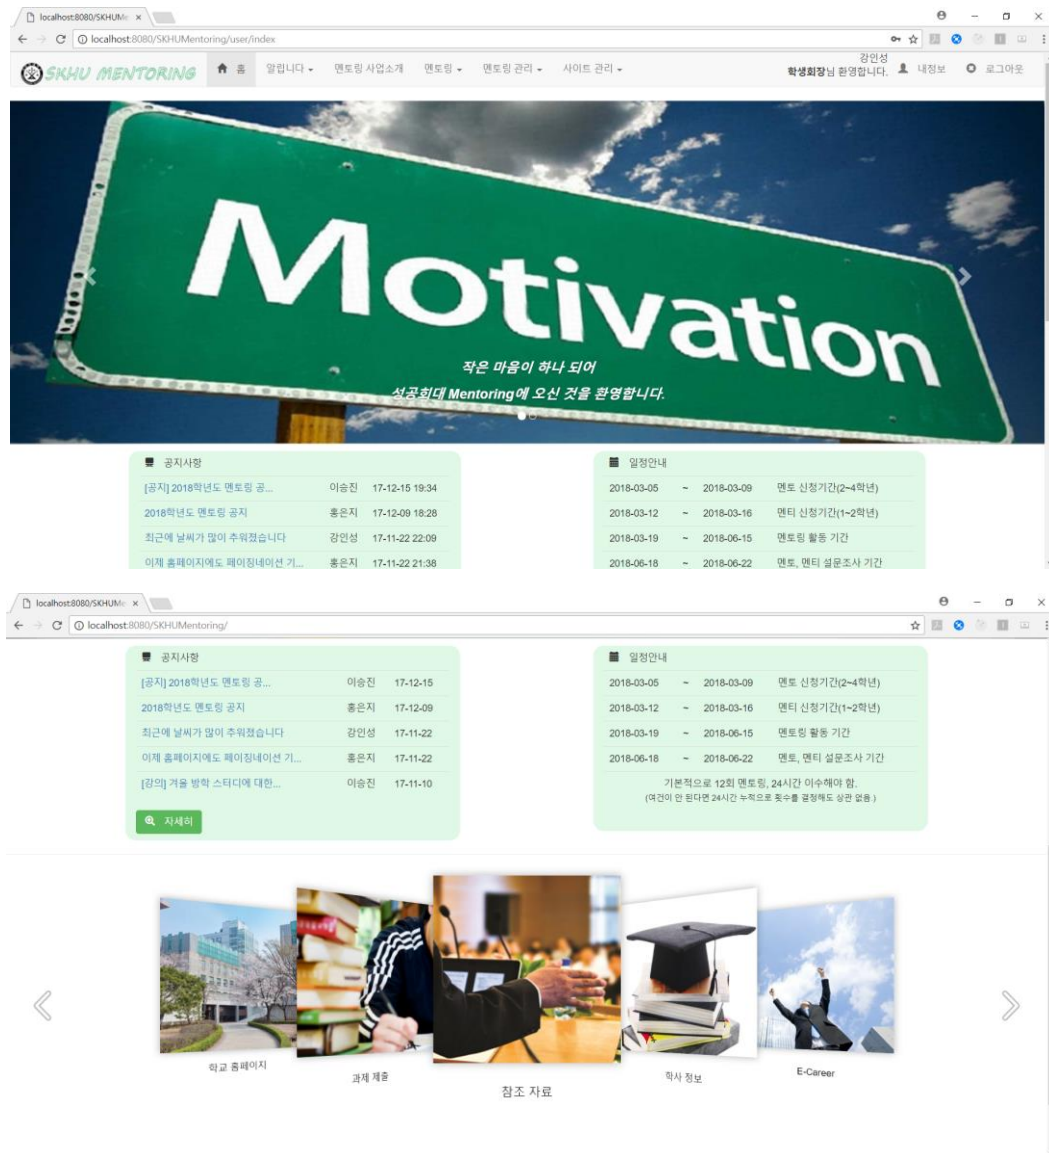 localhost:8080/SKHUMe
localhost:8080/SKHUMentoring/user/index
SKHU MENTORING 홈 알립니다 멘토링 사업소개 멘토링 멘토링 관리 사이트 관리 강인성 학생회장님 환영합니다. 내정보 로그아웃
Motivation
작은 마음이 하나 되어
성공회대 Mentoring에 오신 것을 환영합니다.
공지사항
[공지] 2018학년도 멘토링 공... 이승진 17-12-15 19:34
2018학년도 멘토링 공지 홍은지 17-12-09 18:28
최근에 날씨가 많이 추워졌습니다 강인성 17-11-22 22:09
이제 홈페이지에도 페이징네이션 기... 홍은지 17-11-22 21:38
일정안내
2018-03-05 ~ 2018-03-09 멘토 신청기간(2~4학년)
2018-03-12 ~ 2018-03-16 멘티 신청기간(1~2학년)
2018-03-19 ~ 2018-06-15 멘토링 활동 기간
2018-06-18 ~ 2018-06-22 멘토, 멘티 설문조사 기간
localhost:8080/SKHUMe
localhost:8080/SKHUMentoring/
공지사항
[공지] 2018학년도 멘토링 공... 이승진 17-12-15
2018학년도 멘토링 공지 홍은지 17-12-09
최근에 날씨가 많이 추워졌습니다 강인성 17-11-22
이제 홈페이지에도 페이징네이션 기... 홍은지 17-11-22
[강의] 겨울 방학 스터디에 대한... 이승진 17-11-10
자세히
일정안내
2018-03-05 ~ 2018-03-09 멘토 신청기간(2~4학년)
2018-03-12 ~ 2018-03-16 멘티 신청기간(1~2학년)
2018-03-19 ~ 2018-06-15 멘토링 활동 기간
2018-06-18 ~ 2018-06-22 멘토, 멘티 설문조사 기간
기본적으로 12회 멘토링, 24시간 이수해야 함.
(여건이 안 된다면 24시간 누적으로 횟수를 결정해도 상관 없음.)
학교 홈페이지
과제 제출
참조 자료
학사 정보
E-Career